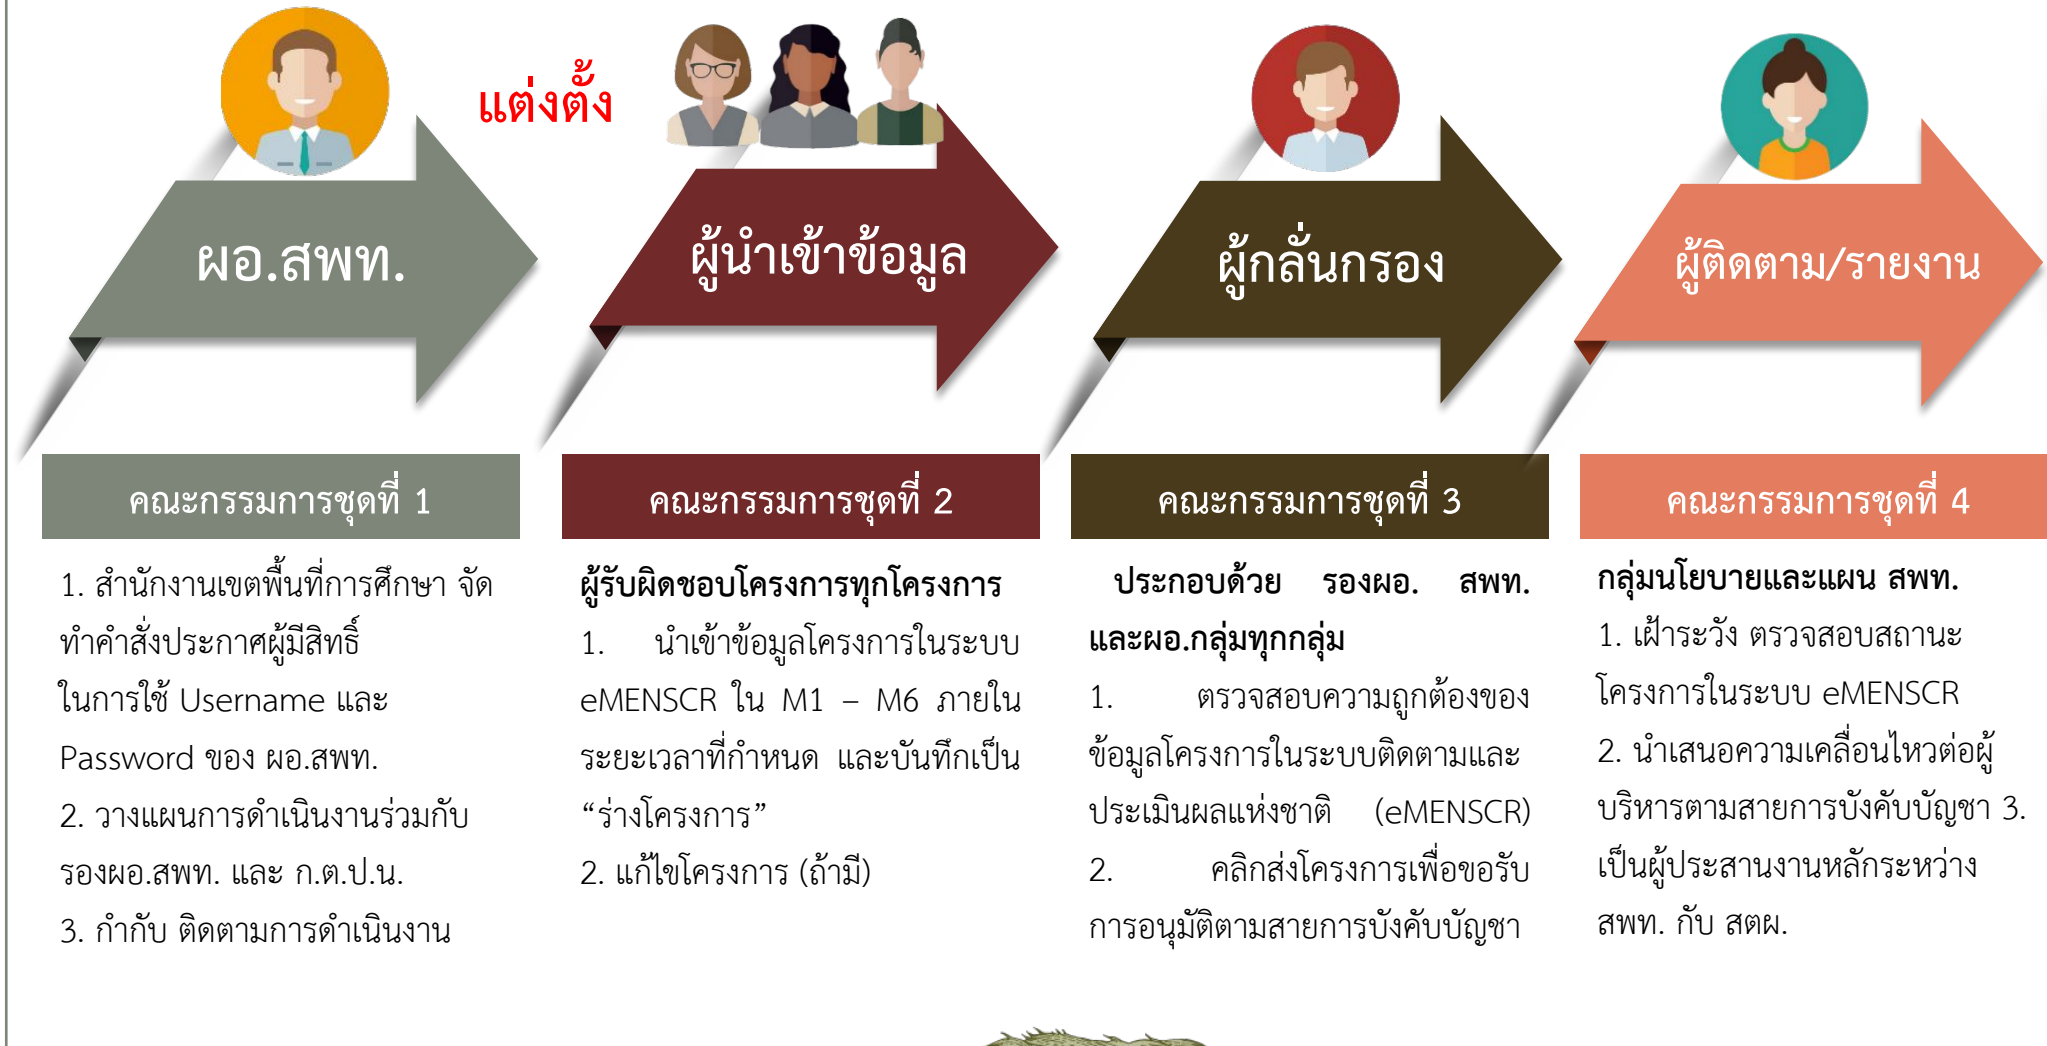 แต่งตั้ง
ผอ.สพท.
ผู้นำเข้าข้อมูล
ผู้กลั่นกรอง
ผู้ติดตาม/รายงาน
คณะกรรมการชุดที่ 1
1. สำนักงานเขตพื้นที่การศึกษา จัด
ทำคำสั่งประกาศผู้มีสิทธิ์
ในการใช้ Username และ
Password ของ ผอ.สพท.
2. วางแผนการดำเนินงานร่วมกับ
รองผอ.สพท. และ ก.ต.ป.น.
3. กำกับ ติดตามการดำเนินงาน
คณะกรรมการชุดที่ 2
ผู้รับผิดชอบโครงการทุกโครงการ
1. นำเข้าข้อมูลโครงการในระบบ
eMENSCR ใน M1 – M6 ภายใน
ระยะเวลาที่กำหนด และบันทึกเป็น
“ร่างโครงการ”
2. แก้ไขโครงการ (ถ้ามี)
คณะกรรมการชุดที่ 3
ประกอบด้วย รองผอ. สพท.
และผอ.กลุ่มทุกกลุ่ม
1. ตรวจสอบความถูกต้องของ
ข้อมูลโครงการในระบบติดตามและ
ประเมินผลแห่งชาติ (eMENSCR)
2. คลิกส่งโครงการเพื่อขอรับ
การอนุมัติตามสายการบังคับบัญชา
คณะกรรมการชุดที่ 4
กลุ่มนโยบายและแผน สพท.
1. เฝ้าระวัง ตรวจสอบสถานะ
โครงการในระบบ eMENSCR
2. นำเสนอความเคลื่อนไหวต่อผู้
บริหารตามสายการบังคับบัญชา 3.
เป็นผู้ประสานงานหลักระหว่าง
สพท. กับ สตผ.